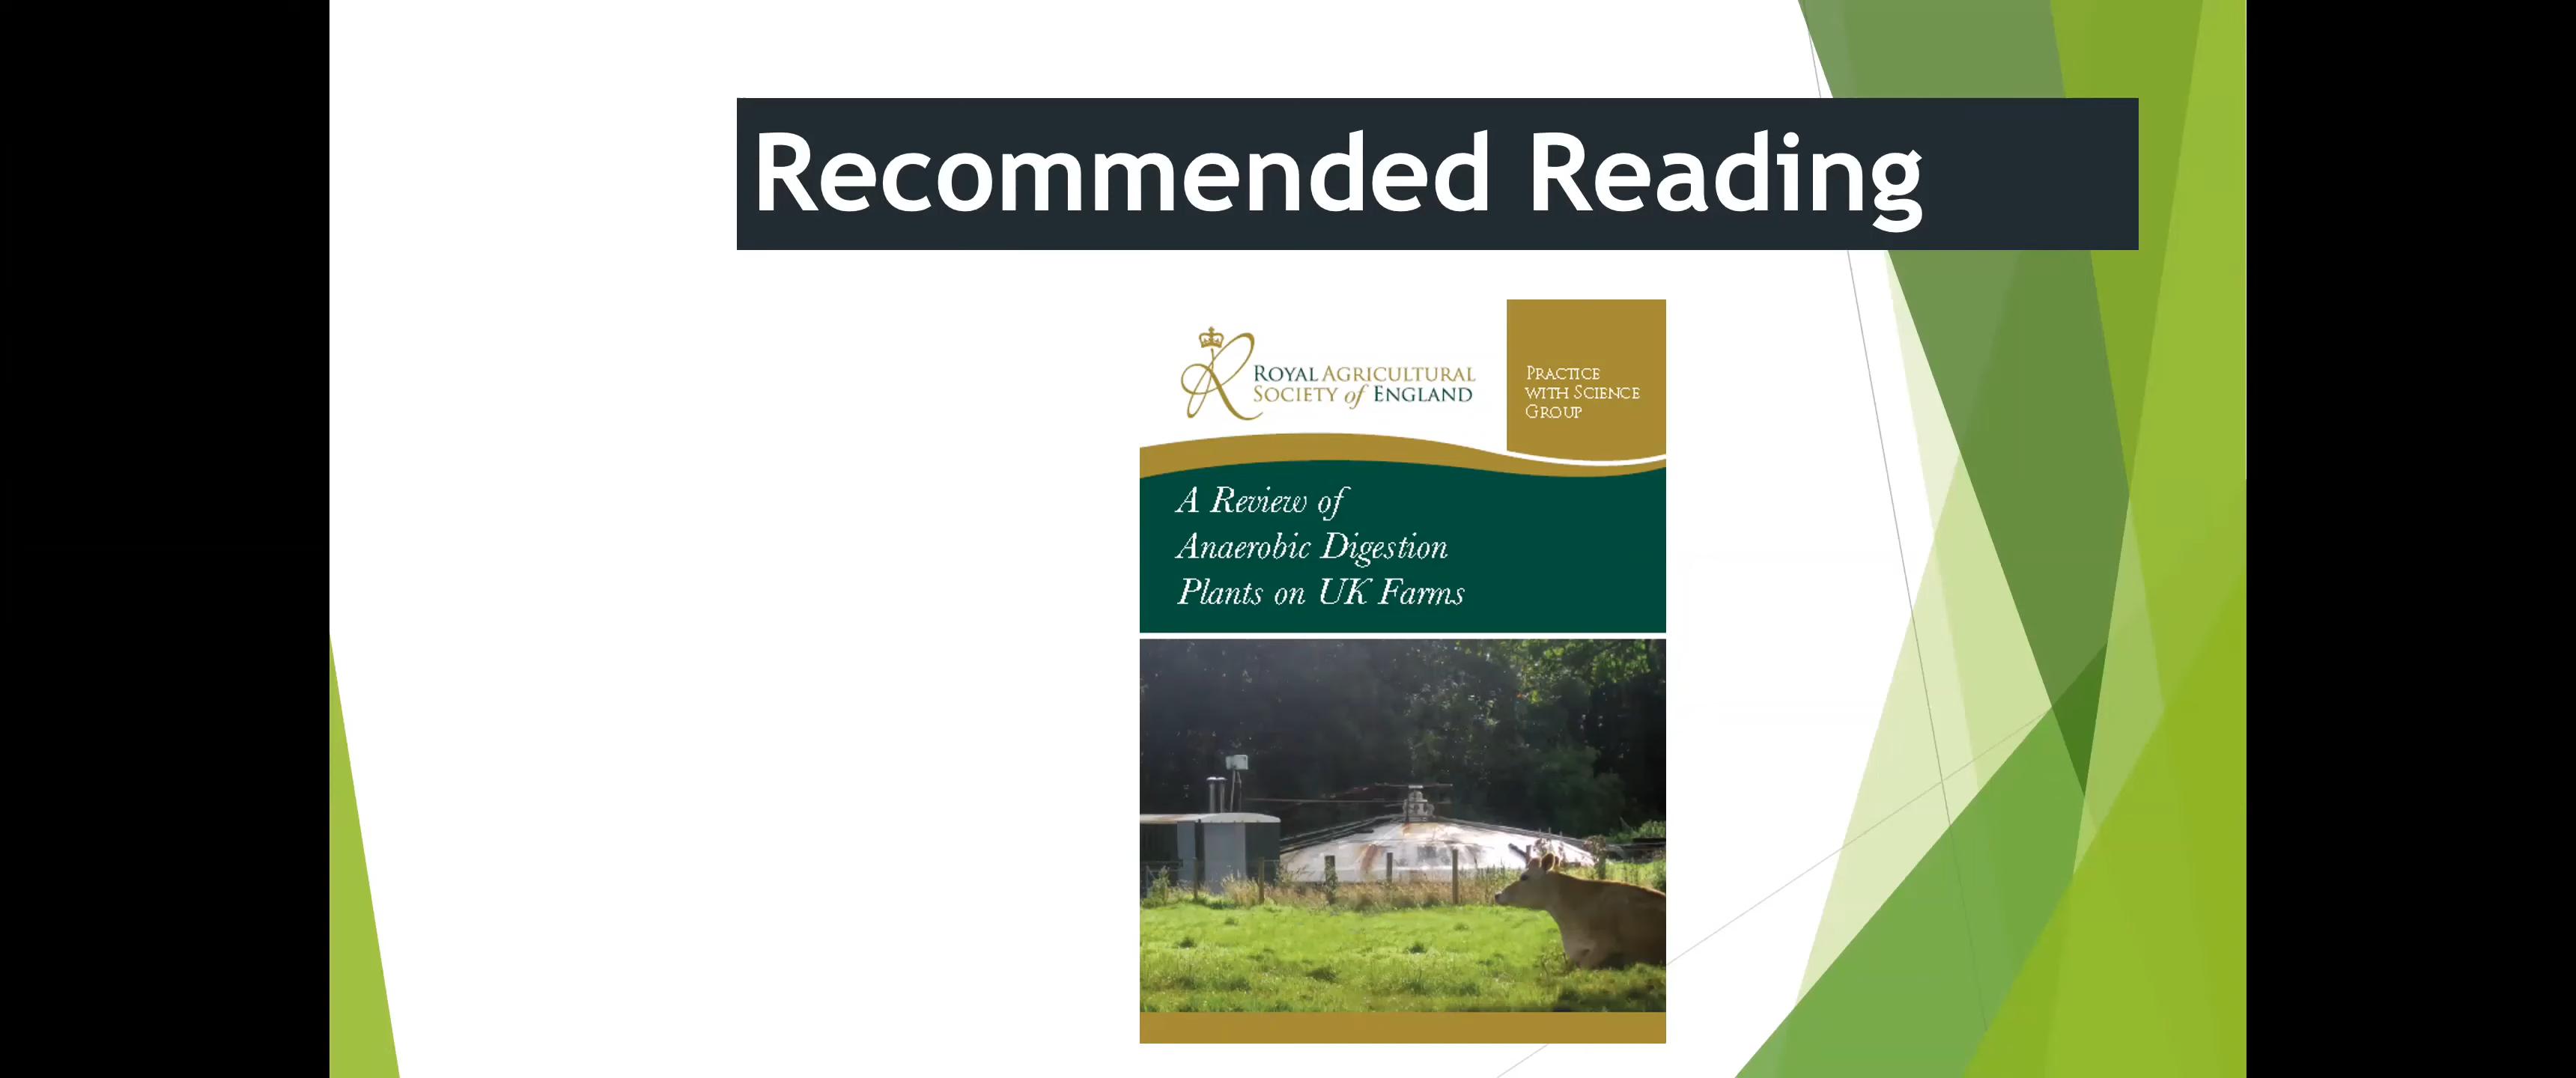 Recommended Reading
ROYAL AGRICULTURAL
SOCIETY of ENGLAND
PRACTICE
WITH SCIENCE
GROUP
A Review of
Anaerobic Digestion
Plants on UK Farms